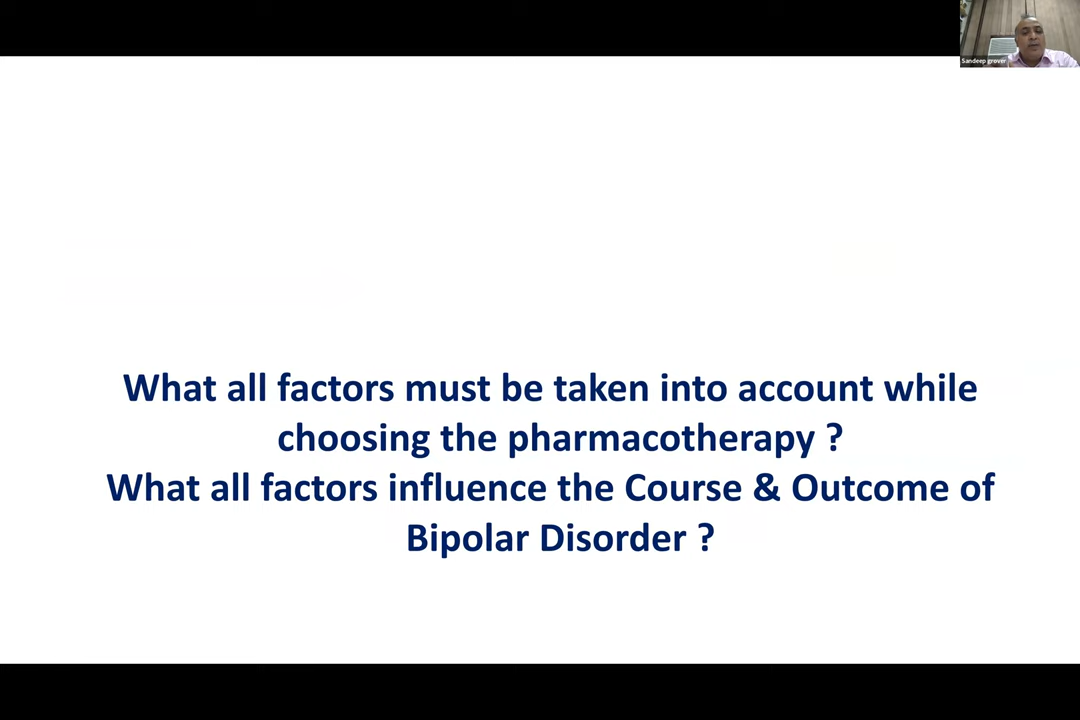 Sandeep grover
What all factors must be taken into account while
choosing the pharmacotherapy ?
What all factors influence the Course & Outcome of
Bipolar Disorder ?